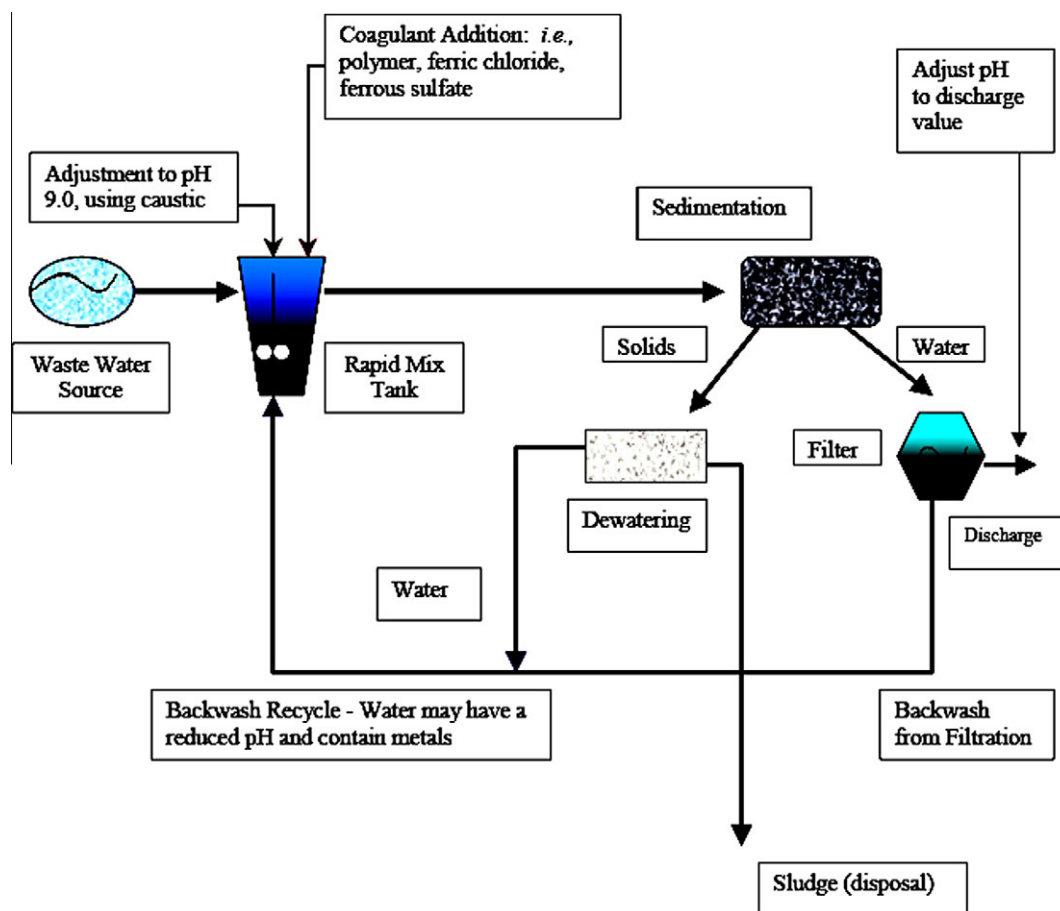 Coagulant Addition: i.e.,
polymer, ferric chloride,
ferrous sulfate
Adjust pH
to discharge
value
Adjustment to pH
9.0, using caustic
Sedimentation
Waste Water
Source
Rapid Mix
Tank
Solids
Water
Filter
Dewatering
Discharge
Water
Backwash Recycle - Water may have a
reduced pH and contain metals
Backwash
from Filtration
Sludge (disposal)